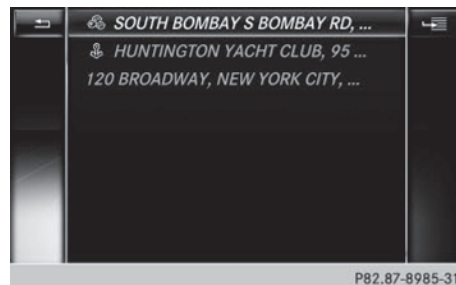 SOUTH BOMBAY S BOMBAY RD, ...
HUNTINGTON YACHT CLUB, 95 ...
120 BROADWAY, NEW YORK CITY, ...
P82.87-8985-31